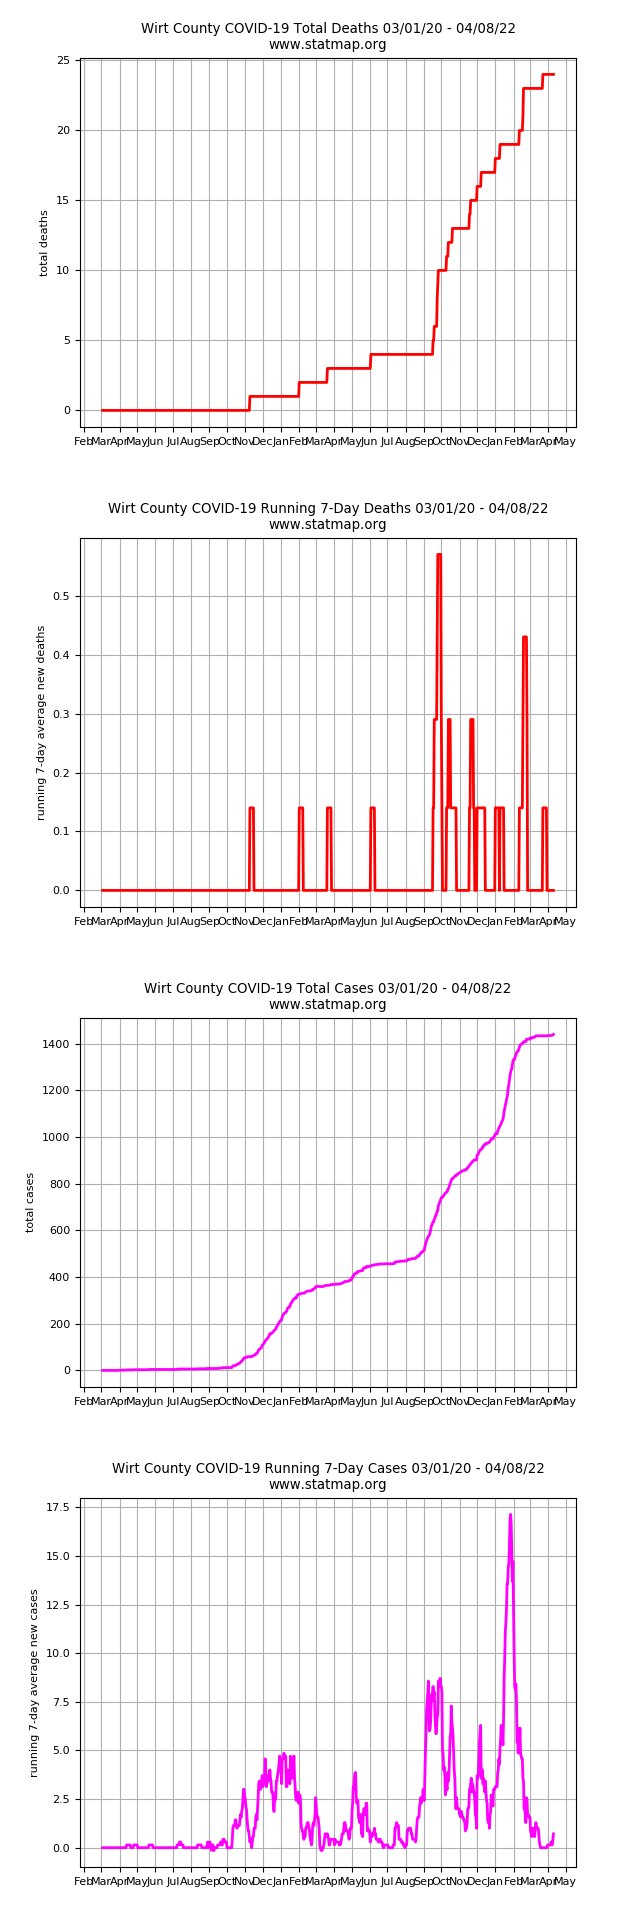 Wirt County COVID-19 Total Deaths 03/01/20 - 04/08/22
www.statmap.org
25
20
15
10
5
0
total deaths
Feb Mar Apr May Jun Jul Aug Sep Oct Nov Dec Jan Feb Mar Apr May Jun Jul Aug Sep Oct Nov Dec Jan Feb Mar Apr May
Wirt County COVID-19 Running 7-Day Deaths 03/01/20 - 04/08/22
www.statmap.org
0.5
0.4
0.3
0.2
0.1
0.0
running 7-day average new deaths
Feb Mar Apr May Jun Jul Aug Sep Oct Nov Dec Jan Feb Mar Apr May Jun Jul Aug Sep Oct Nov Dec Jan Feb Mar Apr May
Wirt County COVID-19 Total Cases 03/01/20 - 04/08/22
www.statmap.org
1400
1200
1000
800
600
400
200
0
total cases
Feb Mar Apr May Jun Jul Aug Sep Oct Nov Dec Jan Feb Mar Apr May Jun Jul Aug Sep Oct Nov Dec Jan Feb Mar Apr May
Wirt County COVID-19 Running 7-Day Cases 03/01/20 - 04/08/22
www.statmap.org
17.5
15.0
12.5
10.0
7.5
5.0
2.5
0.0
running 7-day average new cases
Feb Mar Apr May Jun Jul Aug Sep Oct Nov Dec Jan Feb Mar Apr May Jun Jul Aug Sep Oct Nov Dec Jan Feb Mar Apr May